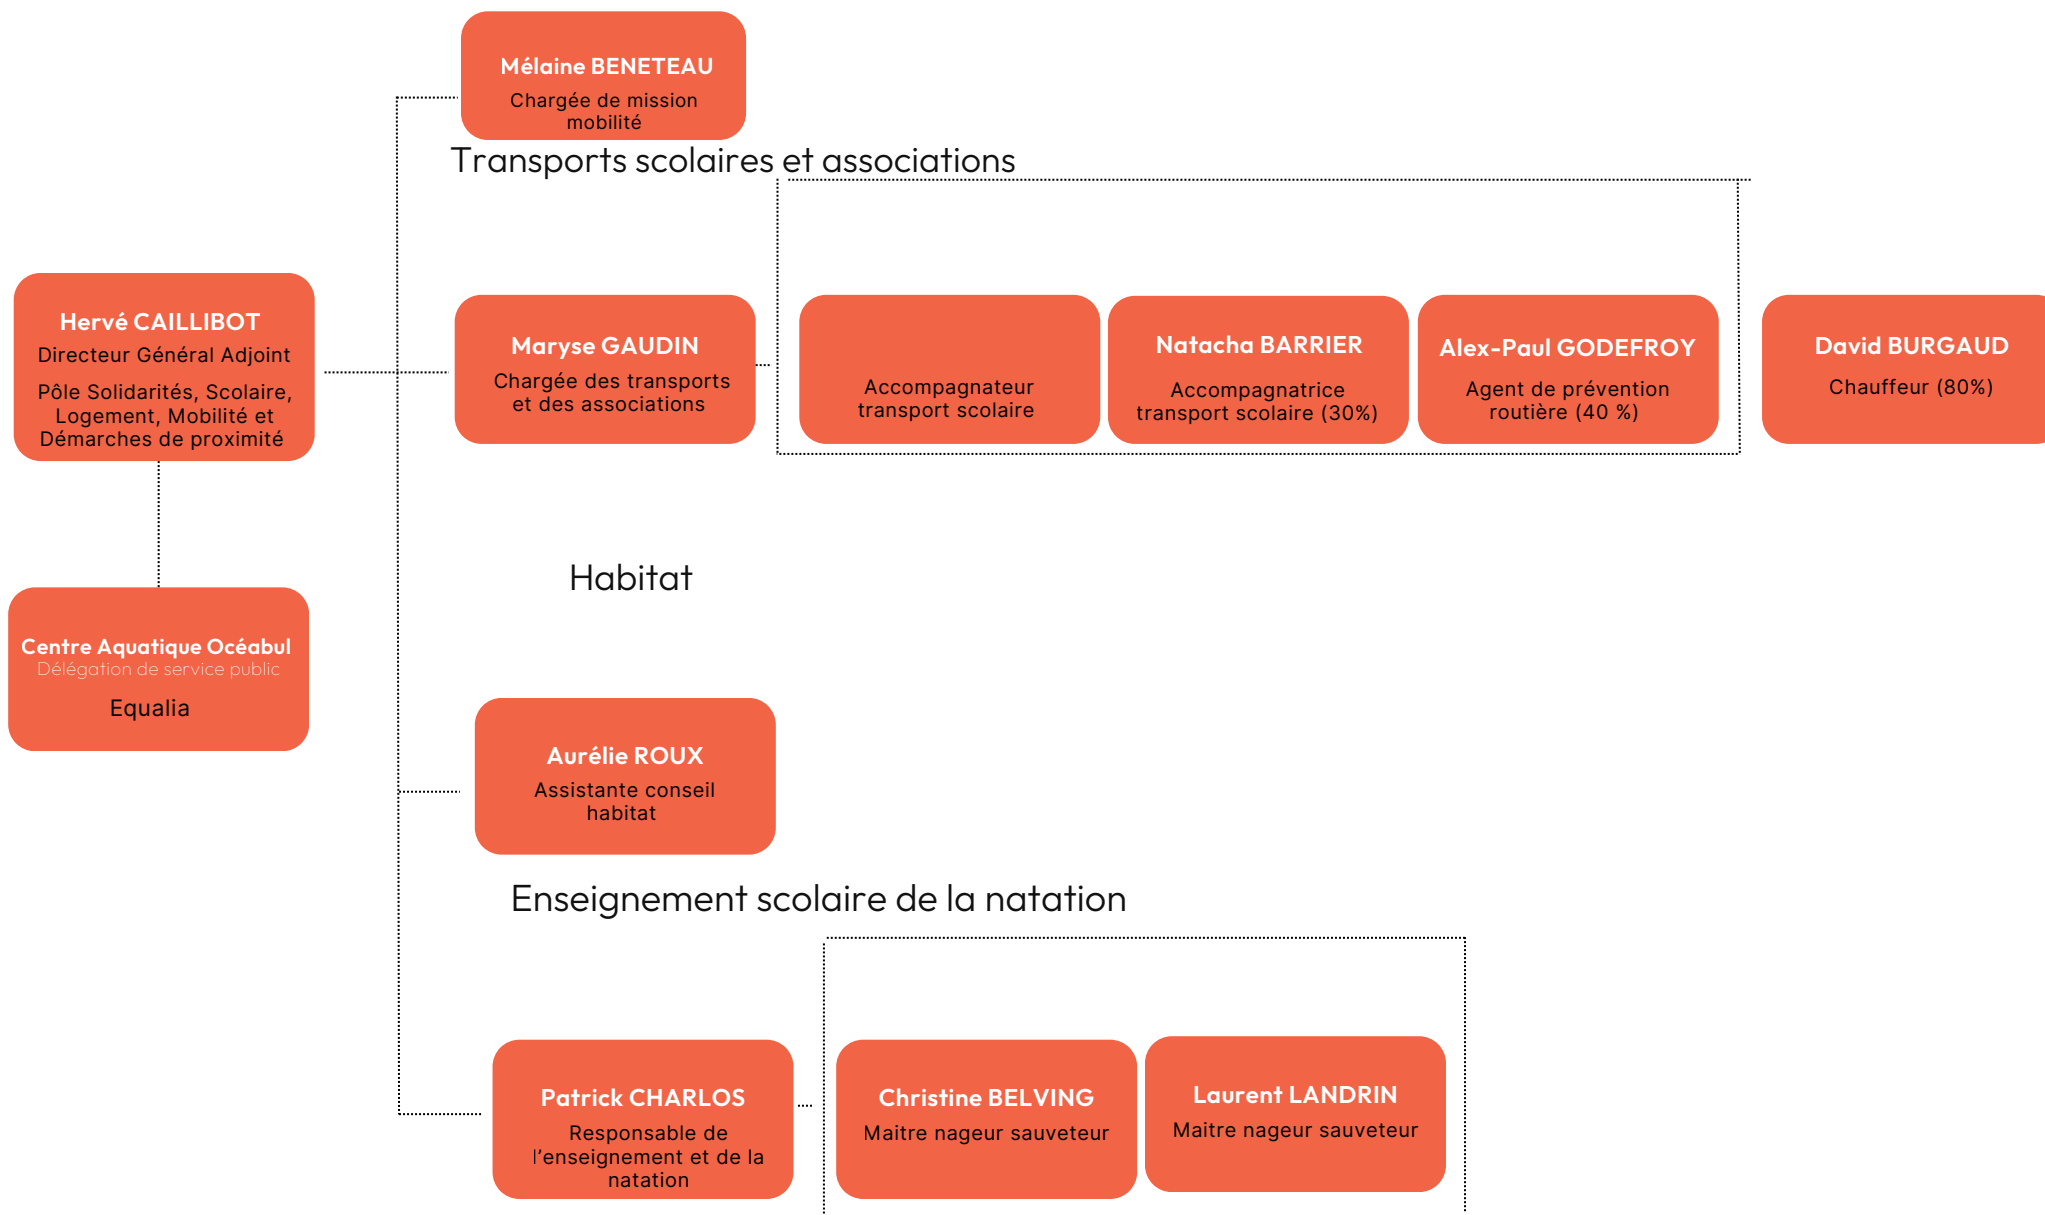 Mélaine BENETEAU
Chargée de mission
mobilité
Transports scolaires et associations
Hervé CAILLIBOT
Directeur Général Adjoint
Pôle Solidarités, Scolaire,
Logement, Mobilité et
Démarches de proximité
Maryse GAUDIN
Chargée des transports
et des associations
Accompagnateur
transport scolaire
Natacha BARRIER
Accompagnatrice
transport scolaire (30%)
Alex-Paul GODEFROY
Agent de prévention
routière (40 %)
David BURGAUD
Chauffeur (80%)
Habitat
Centre Aquatique Océabul
Délégation de service public
Equalia
Aurélie ROUX
Assistante conseil
habitat
Enseignement scolaire de la natation
Patrick CHARLOS
Responsable de
l'enseignement et de la
natation
Christine BELVING
Maitre nageur sauveteur
Laurent LANDRIN
Maitre nageur sauveteur